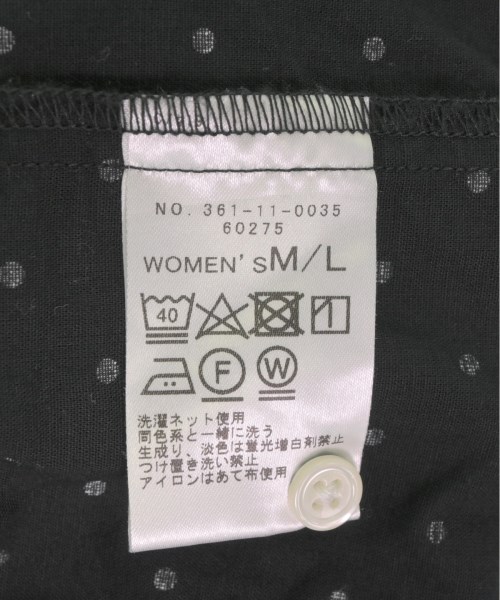 NO. 361-11-0035
60275
WOMEN'S M/L
40
F W
洗濯ネット使用
同色系と一緒に洗う
生成り、淡色は蛍光増白剤禁止
つけ置き洗い禁止
アイロンはあて布使用